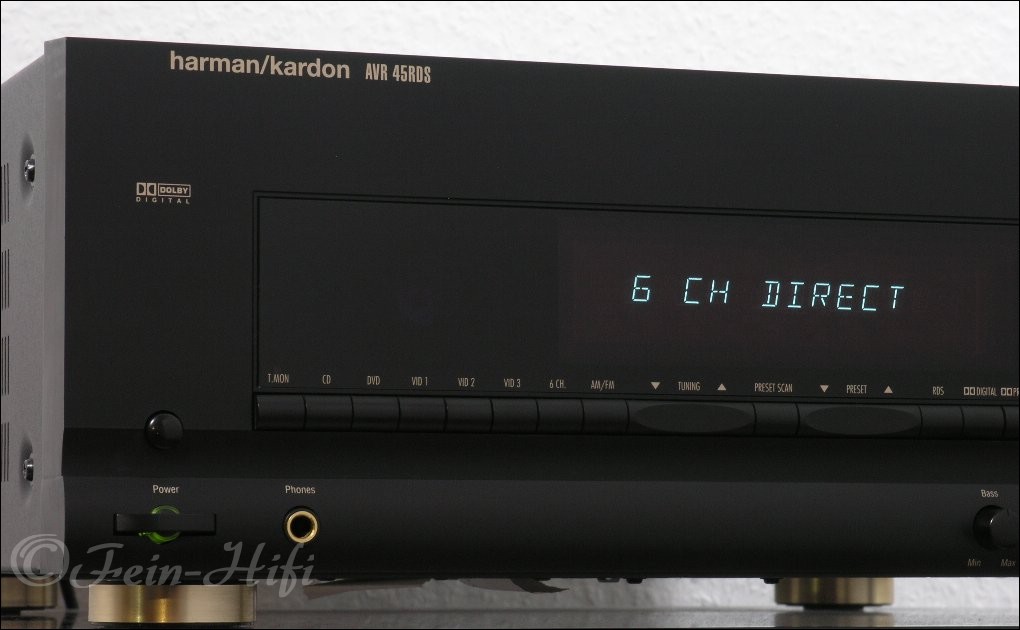 harman/kardon AVR 45RDS
DOLBY
DIGITAL
6 CH DIRECT
T.MON CD DVD VID 1 VID 2 VID 3 6 CH. AM/FM TUNING PRESET SCAN PRESET RDS DIGITAL
Power
Phones
Bass
Min Max
© Fein-Hifi